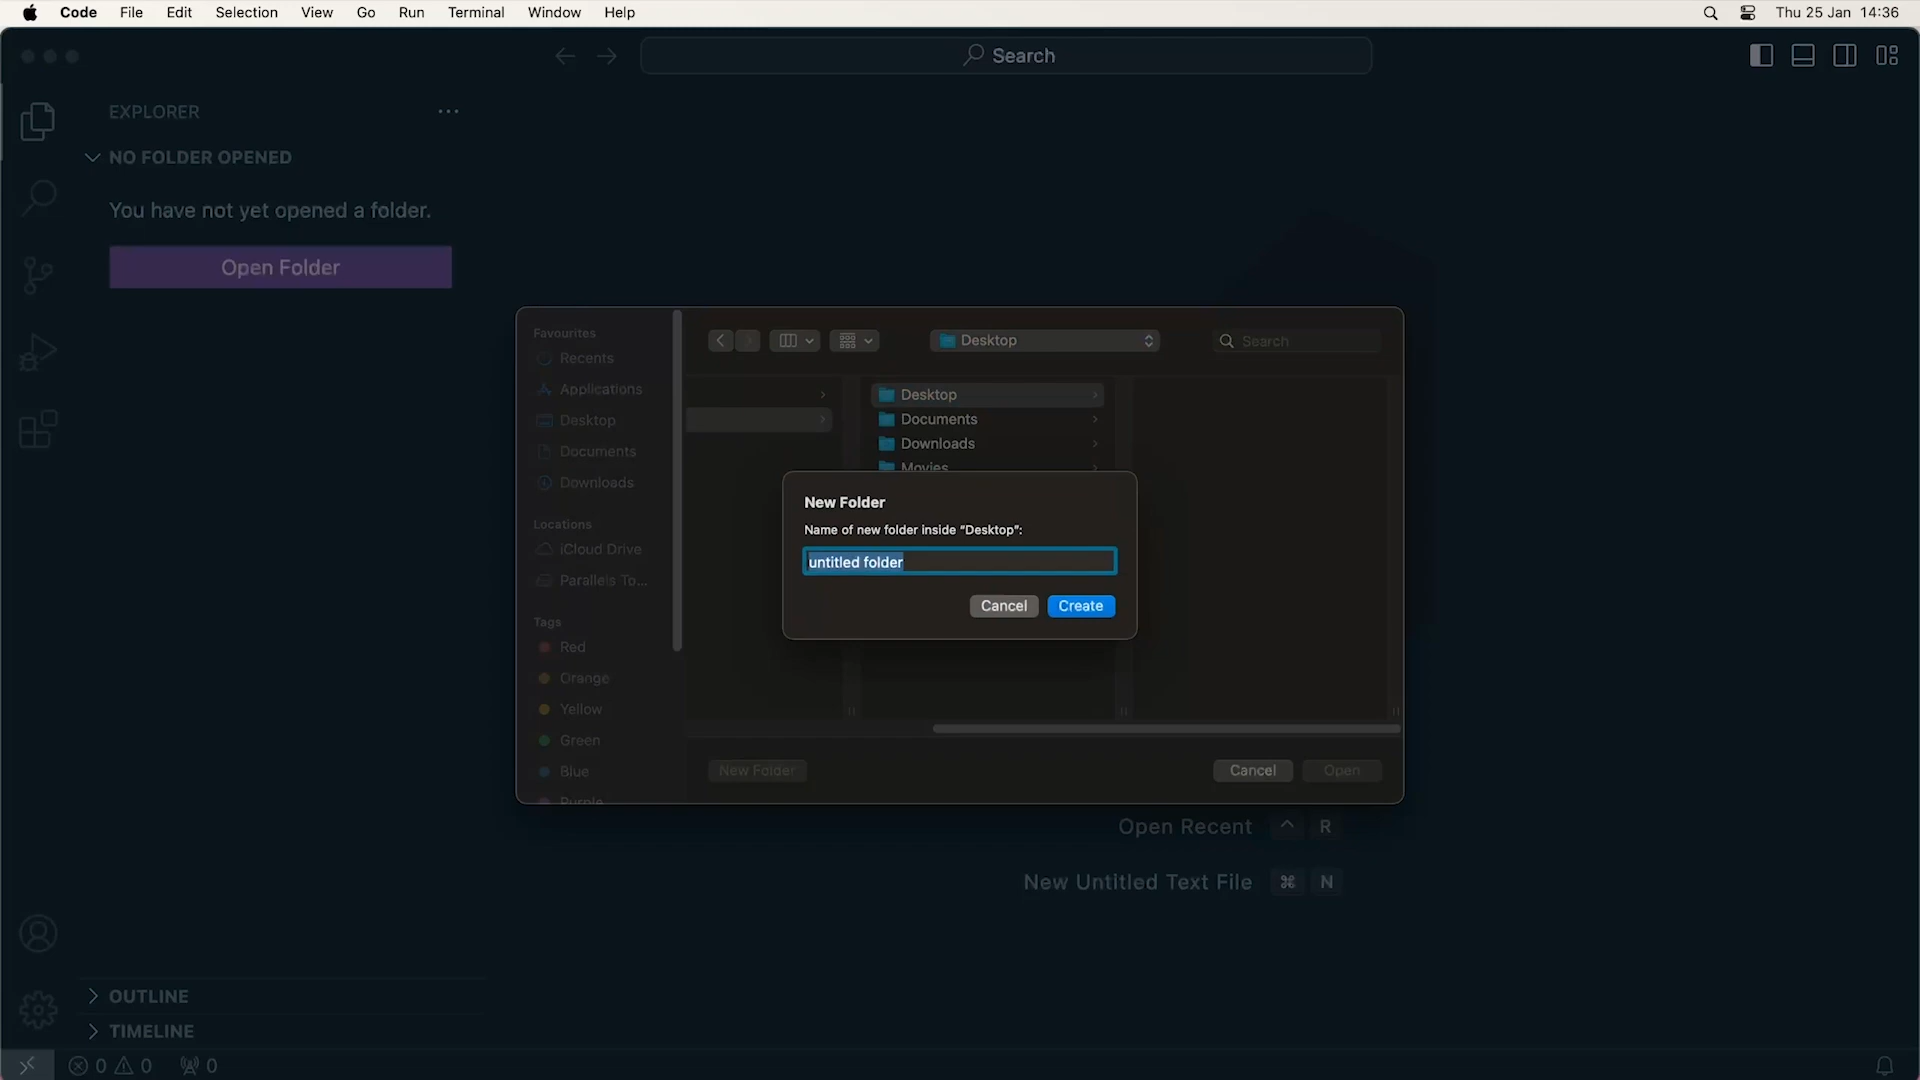 Code File Edit Selection View Go Run Terminal Window Help Thu 25 Jan 14:36
Search
EXPLORER
NO FOLDER OPENED
You have not yet opened a folder.
Open Folder
Favourites
Recents
Applications
Desktop
Documents
Downloads
Locations
iCloud Drive
Parallels To...
Tags
Red
Orange
Yellow
Green
Blue
Purple
Desktop
Search
Desktop
Documents
Downloads
Movies
New Folder
Name of new folder inside “Desktop”:
untitled folder
Cancel Create
New Folder Cancel Open
Open Recent ^ R
New Untitled Text File ⌘ N
OUTLINE
TIMELINE
0 0 0